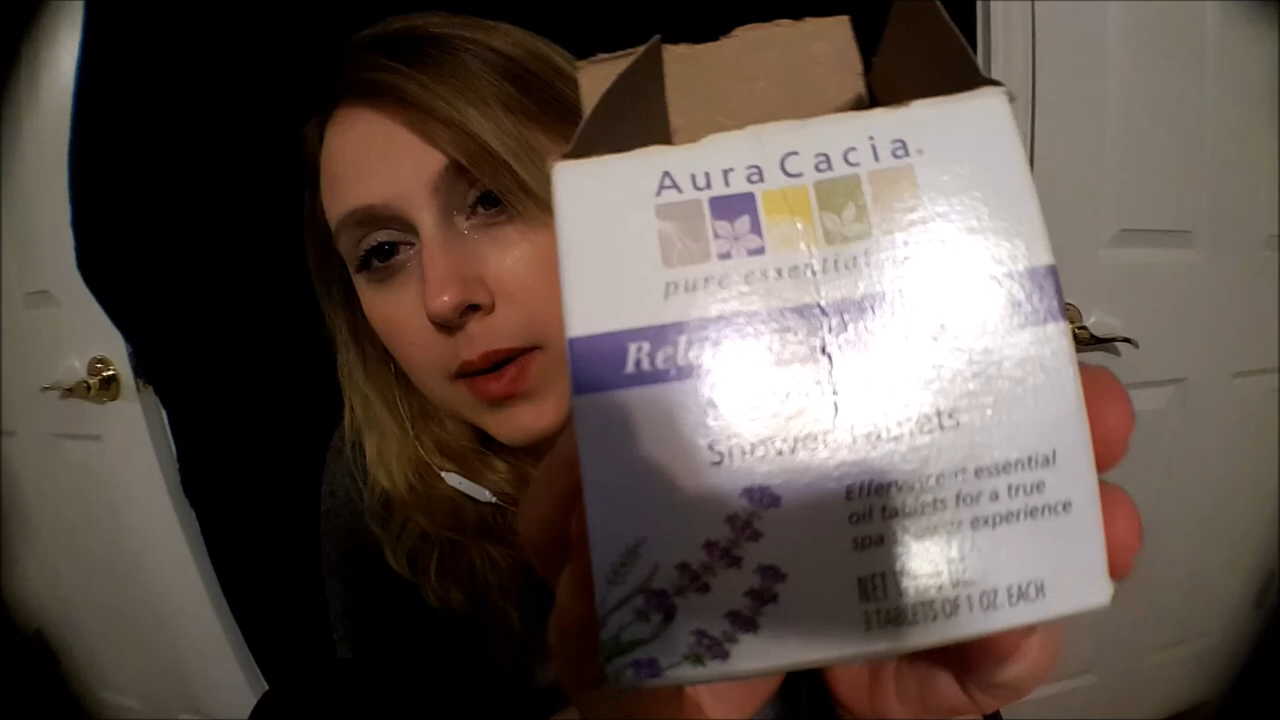 Aura Cacia®
pure essential
Shower Tablets
Effervescent essential
oil tablets for a true
spa shower experience
NET
3 TABLETS OF 1 OZ. EACH